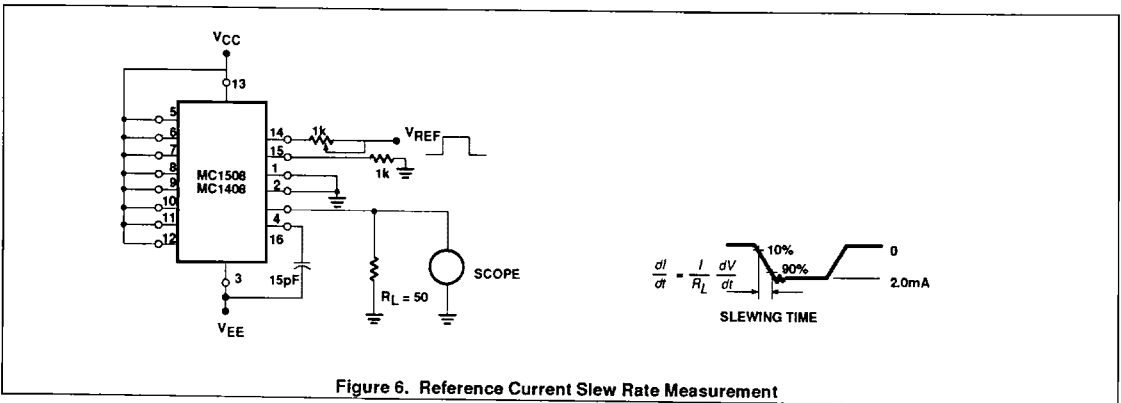 VCC
13
5
6
7
8
9
10
11
12
MC1508
MC1408
14
15
1
2
4
16
3
1k
VREF
1k
15pF
RL = 50
SCOPE
VEE
dI/dt = I/RL dV/dt
10%
90%
0
2.0mA
SLEWING TIME
Figure 6. Reference Current Slew Rate Measurement